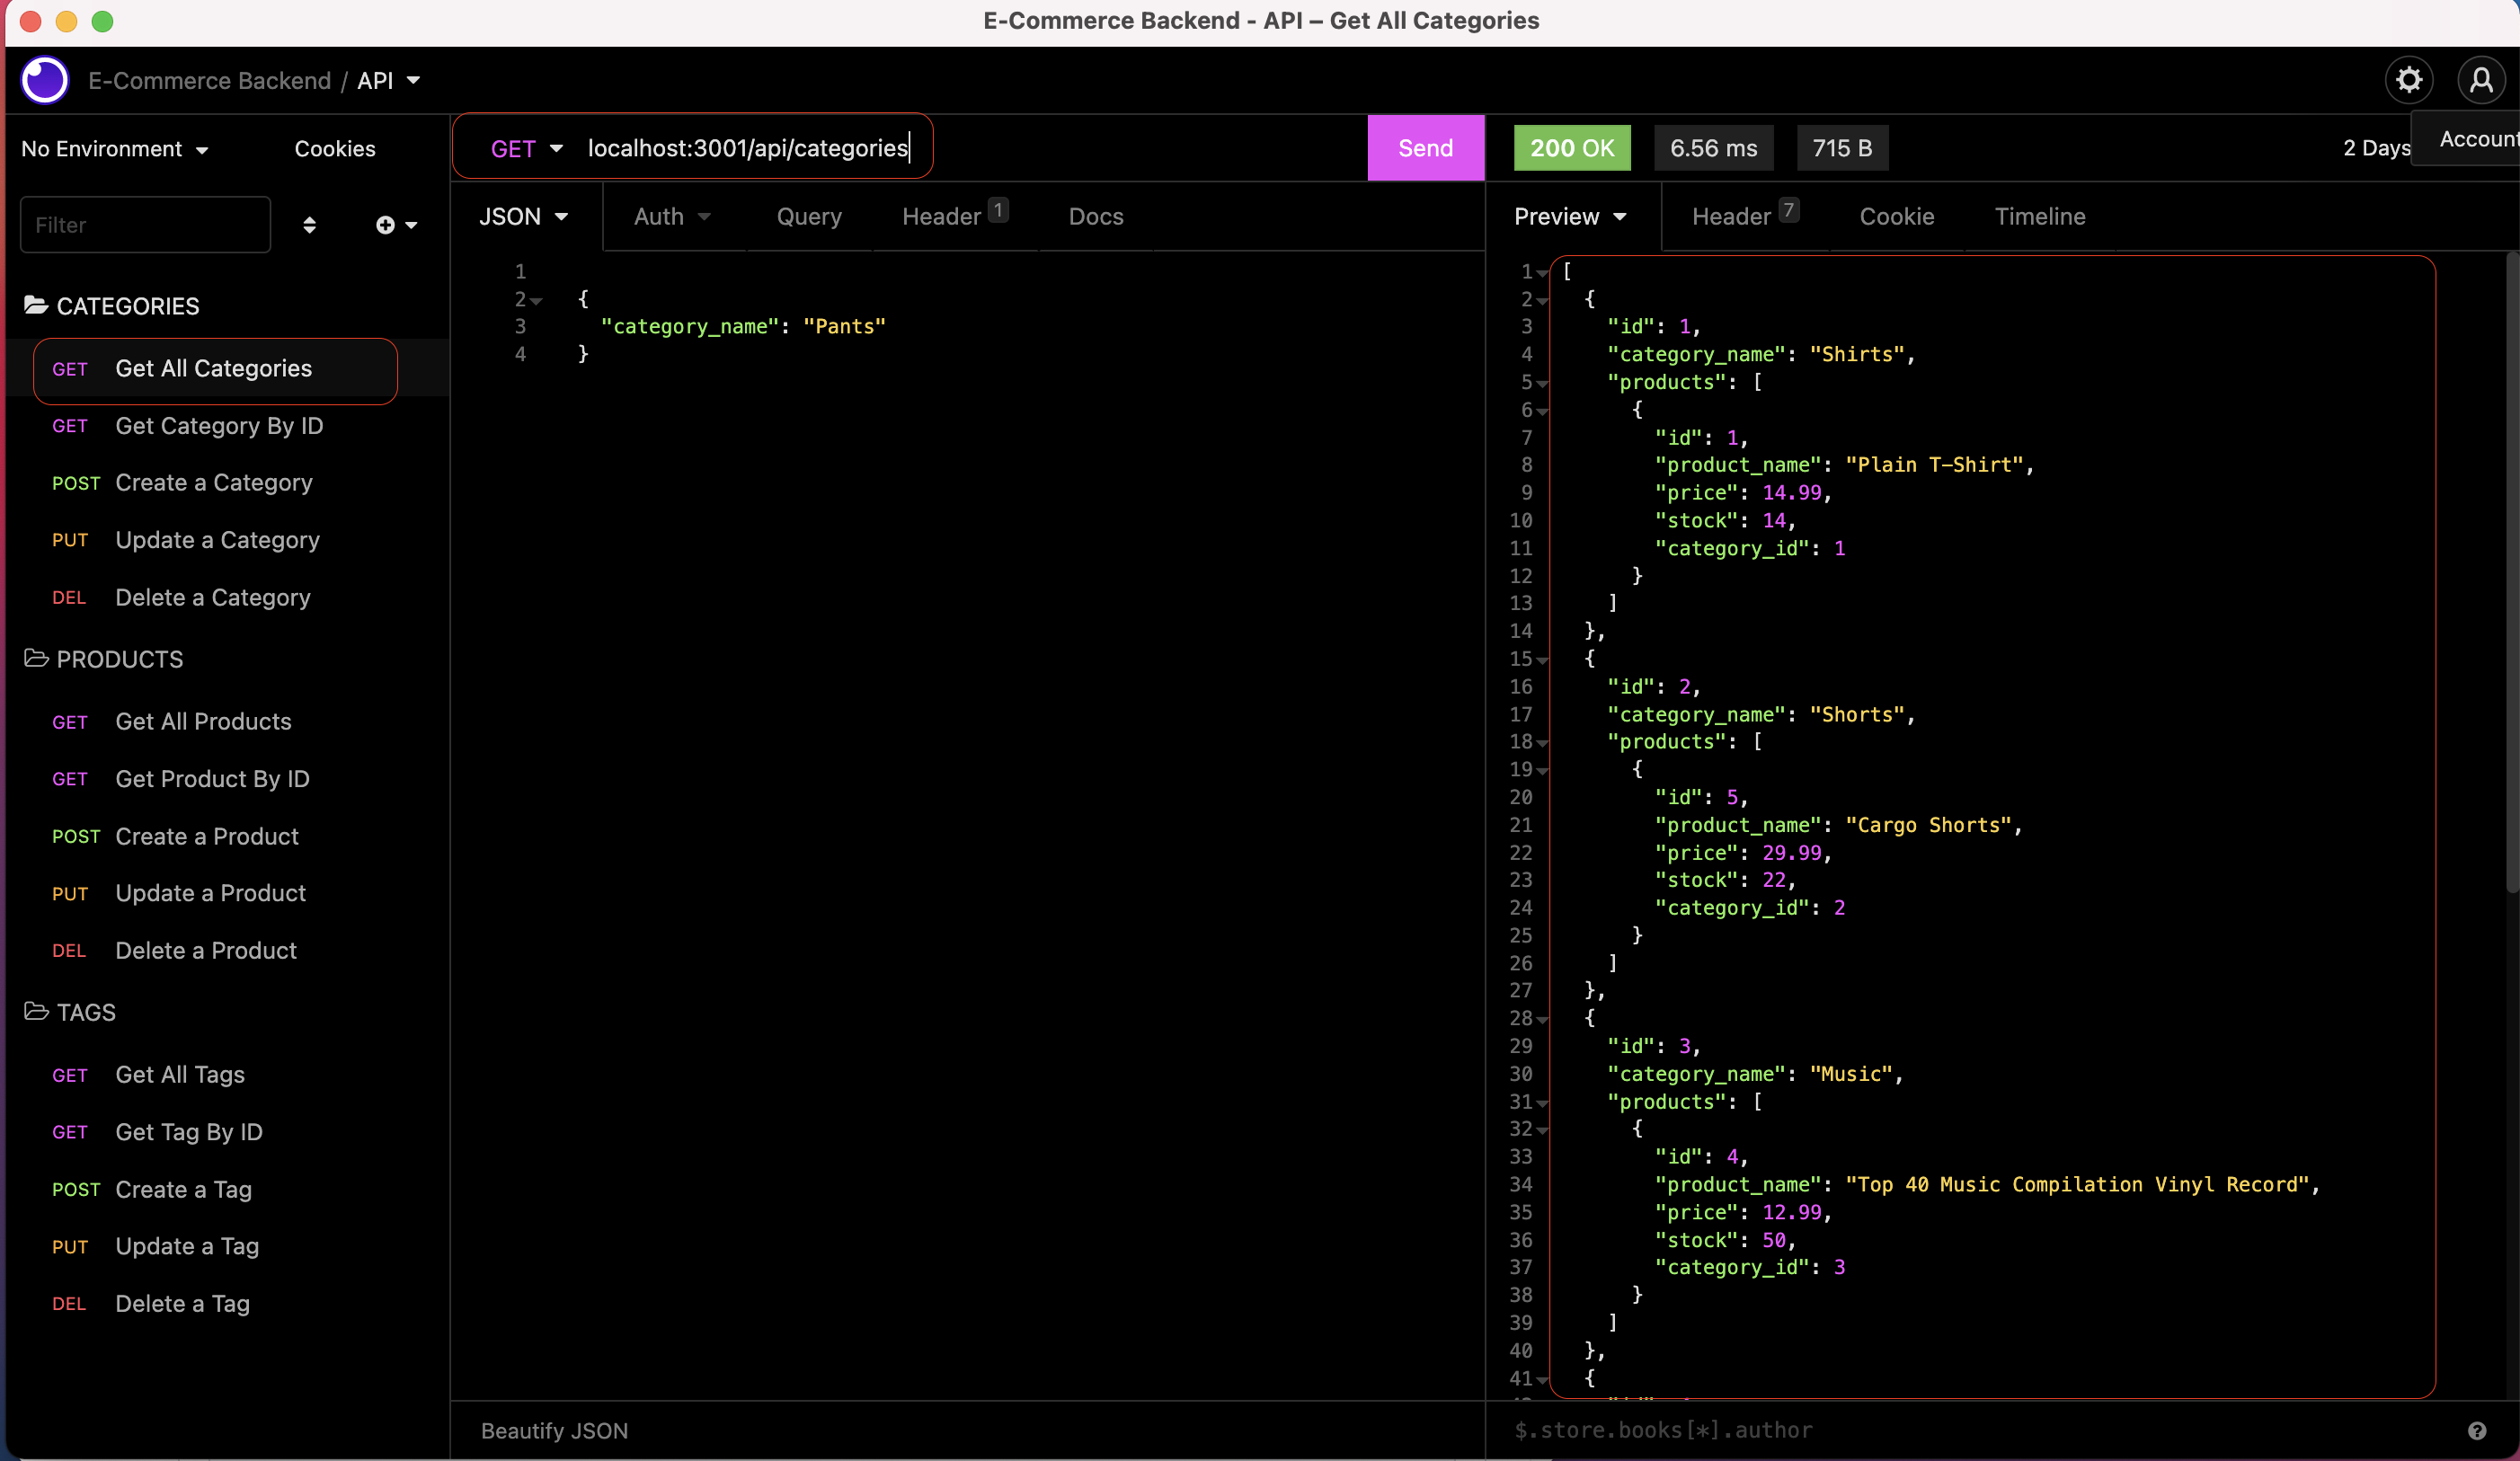 E-Commerce Backend - API – Get All Categories
E-Commerce Backend / API
No Environment
Cookies
GET localhost:3001/api/categories
Send
200 OK
6.56 ms
715 B
2 Days
Account
Filter
JSON
Auth
Query
Header 1
Docs
Preview
Header 7
Cookie
Timeline
CATEGORIES
GET Get All Categories
GET Get Category By ID
POST Create a Category
PUT Update a Category
DEL Delete a Category
PRODUCTS
GET Get All Products
GET Get Product By ID
POST Create a Product
PUT Update a Product
DEL Delete a Product
TAGS
GET Get All Tags
GET Get Tag By ID
POST Create a Tag
PUT Update a Tag
DEL Delete a Tag
1
2 {
3 "category_name": "Pants"
4 }
Beautify JSON
1 [
2 {
3 "id": 1,
4 "category_name": "Shirts",
5 "products": [
6 {
7 "id": 1,
8 "product_name": "Plain T-Shirt",
9 "price": 14.99,
10 "stock": 14,
11 "category_id": 1
12 }
13 ]
14 },
15 {
16 "id": 2,
17 "category_name": "Shorts",
18 "products": [
19 {
20 "id": 5,
21 "product_name": "Cargo Shorts",
22 "price": 29.99,
23 "stock": 22,
24 "category_id": 2
25 }
26 ]
27 },
28 {
29 "id": 3,
30 "category_name": "Music",
31 "products": [
32 {
33 "id": 4,
34 "product_name": "Top 40 Music Compilation Vinyl Record",
35 "price": 12.99,
36 "stock": 50,
37 "category_id": 3
38 }
39 ]
40 },
41 {
$.store.books[*].author